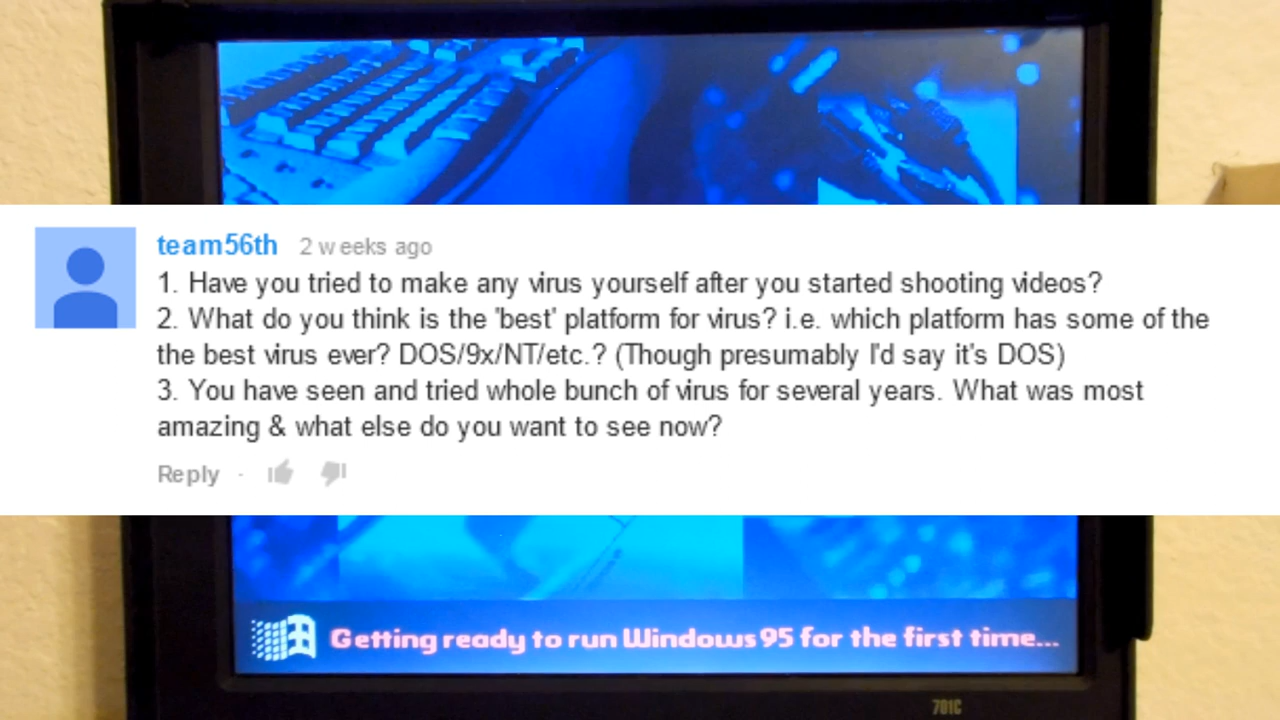 team56th 2 weeks ago
1. Have you tried to make any virus yourself after you started shooting videos?
2. What do you think is the 'best' platform for virus? i.e. which platform has some of the
the best virus ever? DOS/9x/NT/etc.? (Though presumably I'd say it's DOS)
3. You have seen and tried whole bunch of virus for several years. What was most
amazing & what else do you want to see now?
Reply ·
Getting ready to run Windows 95 for the first time...
701C